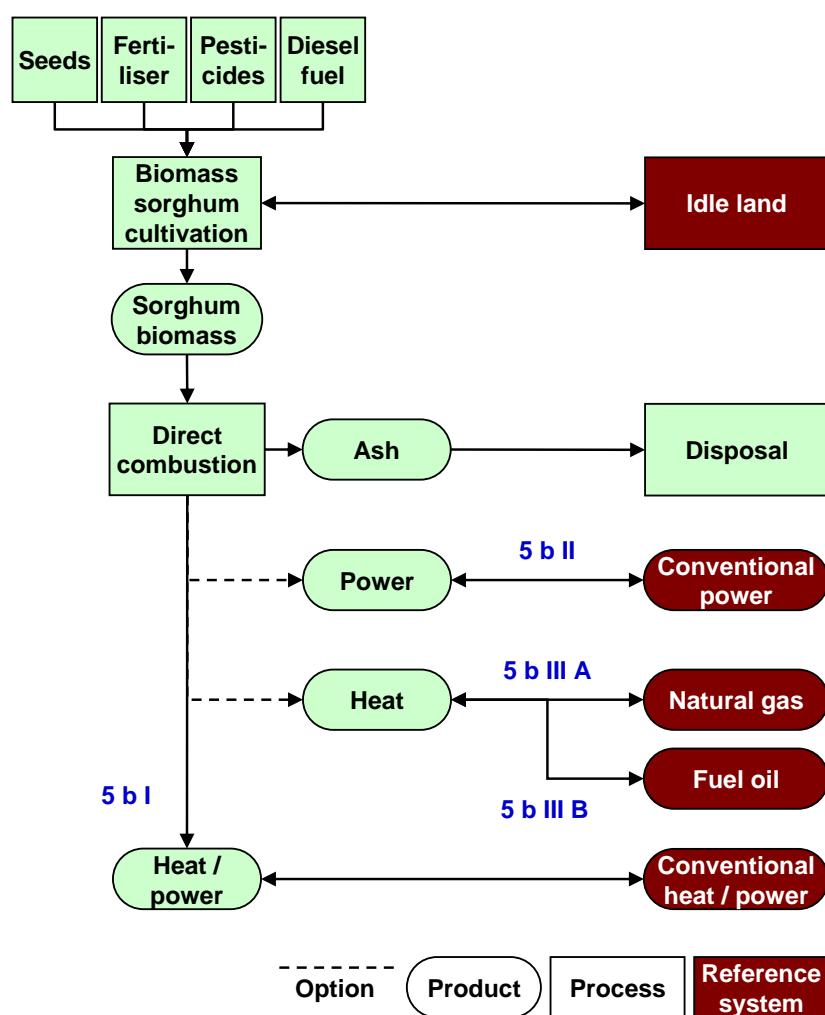 Seeds
Ferti-
liser
Pesti-
cides
Diesel
fuel
Biomass
sorghum
cultivation
Idle land
Sorghum
biomass
Direct
combustion
Ash
Disposal
5 b II
Power
Conventional
power
5 b III A
Heat
Natural gas
Fuel oil
5 b I
5 b III B
Heat /
power
Conventional
heat / power
Option
Product
Process
Reference
system